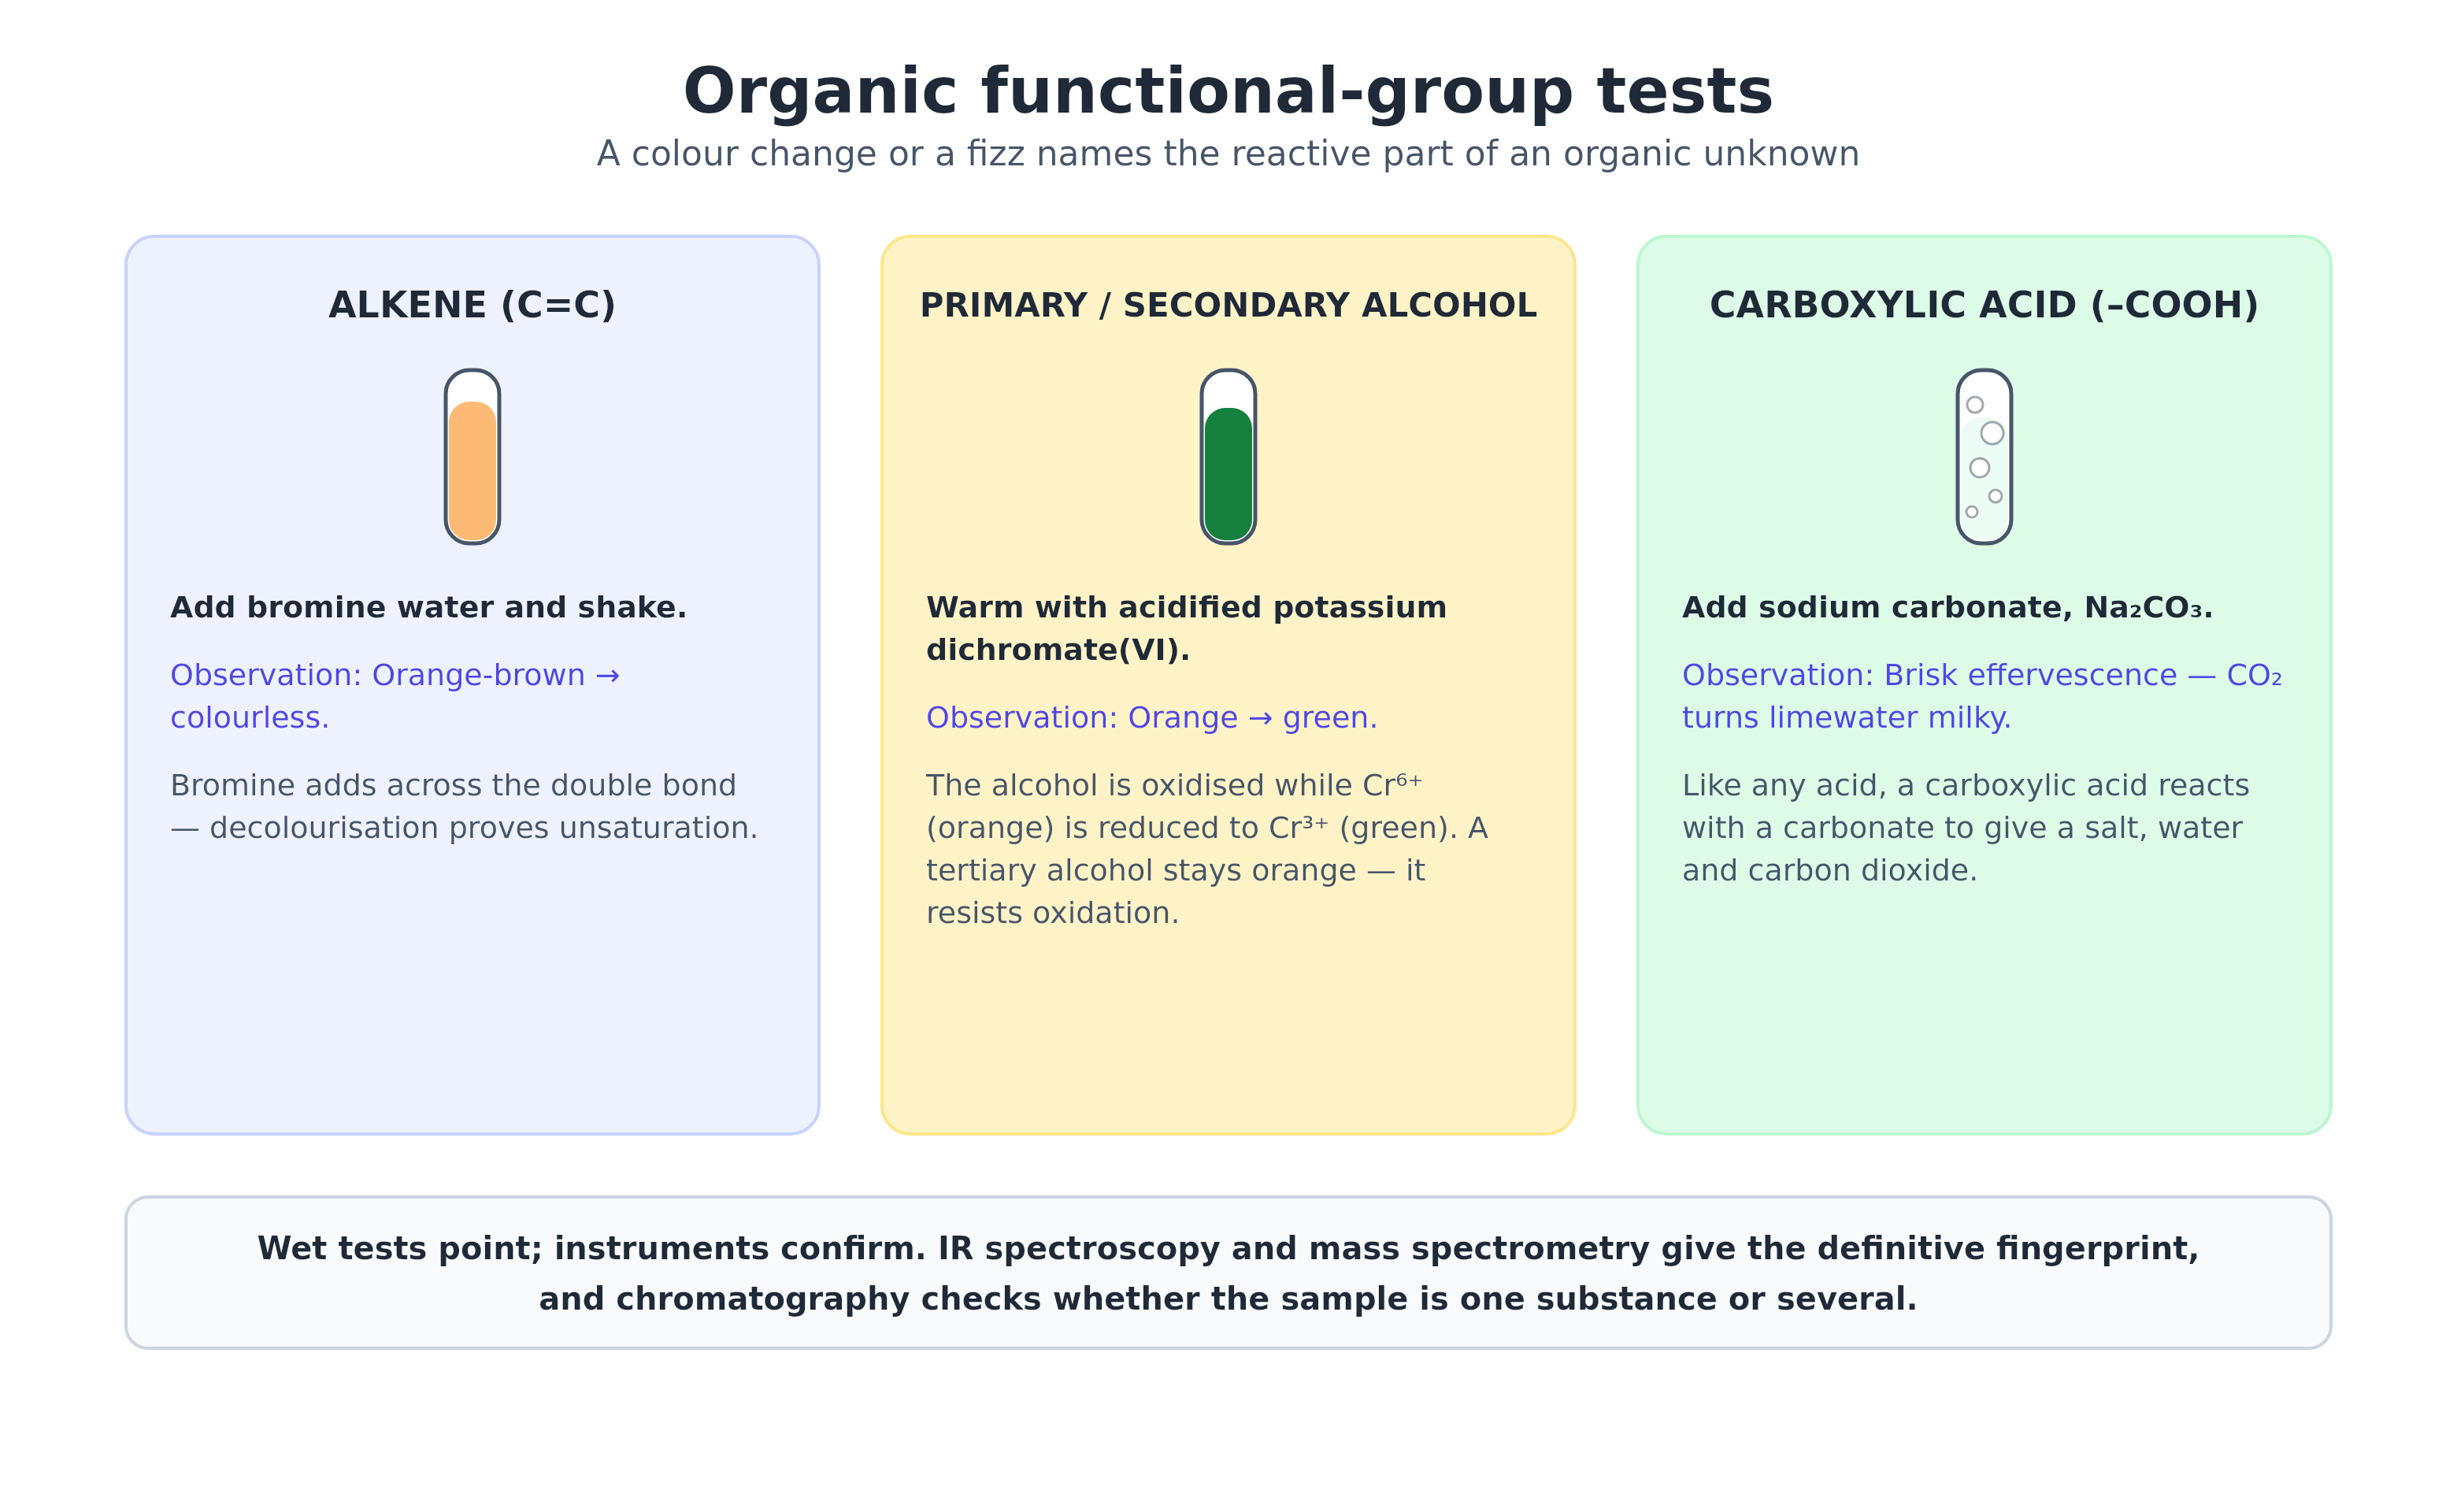 Organic functional-group tests
A colour change or a fizz names the reactive part of an organic unknown
ALKENE (C=C)
Add bromine water and shake.
Observation: Orange-brown →
colourless.
Bromine adds across the double bond
— decolourisation proves unsaturation.
PRIMARY / SECONDARY ALCOHOL
Warm with acidified potassium
dichromate(VI).
Observation: Orange → green.
The alcohol is oxidised while Cr⁶⁺
(orange) is reduced to Cr³⁺ (green). A
tertiary alcohol stays orange — it
resists oxidation.
CARBOXYLIC ACID (–COOH)
Add sodium carbonate, Na₂CO₃.
Observation: Brisk effervescence — CO₂
turns limewater milky.
Like any acid, a carboxylic acid reacts
with a carbonate to give a salt, water
and carbon dioxide.
Wet tests point; instruments confirm. IR spectroscopy and mass spectrometry give the definitive fingerprint,
and chromatography checks whether the sample is one substance or several.